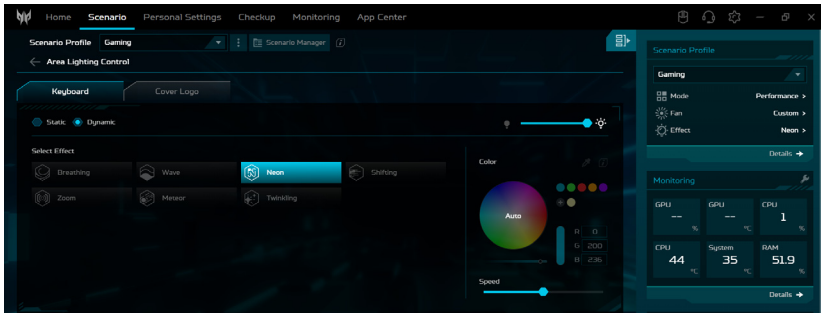 Home Scenario Personal Settings Checkup Monitoring App Center
Scenario Profile Gaming Scenario Manager
Area Lighting Control
Keyboard Cover Logo
Static Dynamic
Select Effect
Breathing Wave Neon Shifting
Zoom Meteor Twinkling
Color
Auto
R 0
G 200
B 236
Speed
Scenario Profile
Gaming
Mode Performance >
Fan Custom >
Effect Neon >
Details →
Monitoring
GPU GPU CPU
-- -- 1
% °C %
CPU System RAM
44 35 51.9
°C °C %
Details →